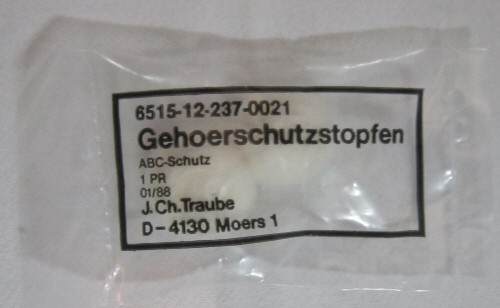 6515-12-237-0021
Gehoerschutzstopfen
ABC-Schutz
1 PR
01/88
J.Ch.Traube
D-4130 Moers 1